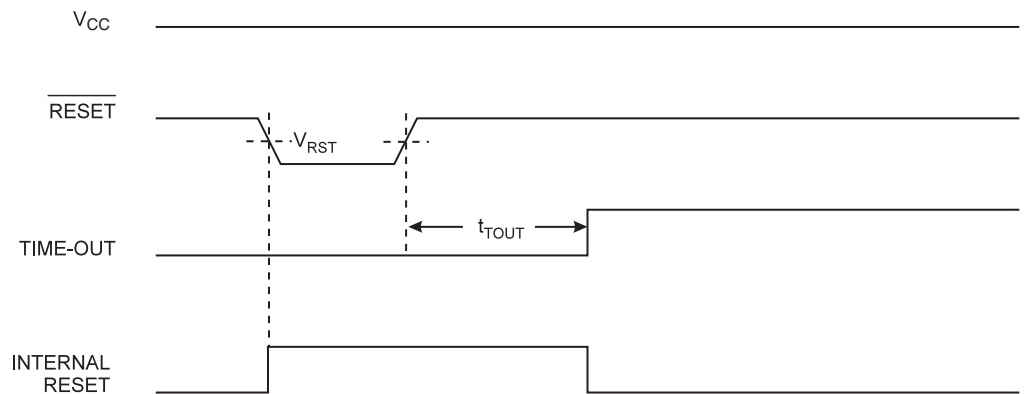 VCC
RESET
VRST
tTOUT
TIME-OUT
INTERNAL
RESET